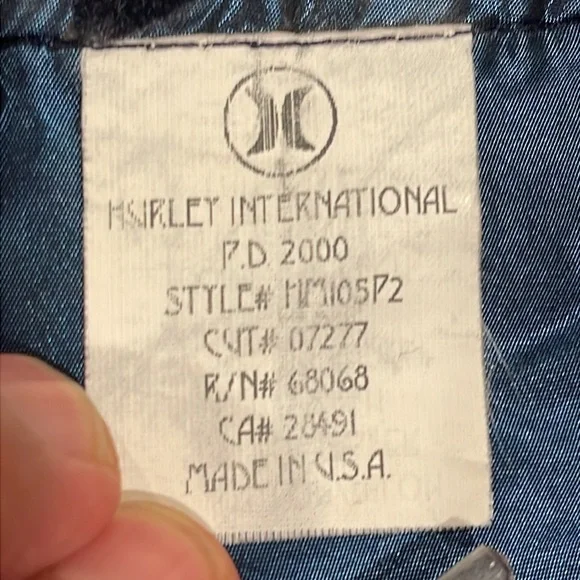 HURLEY INTERNATIONAL
P.D. 2000
STYLE# MM105P2
CUT# 07277
R/N# 68068
CA# 28491
MADE IN U.S.A.